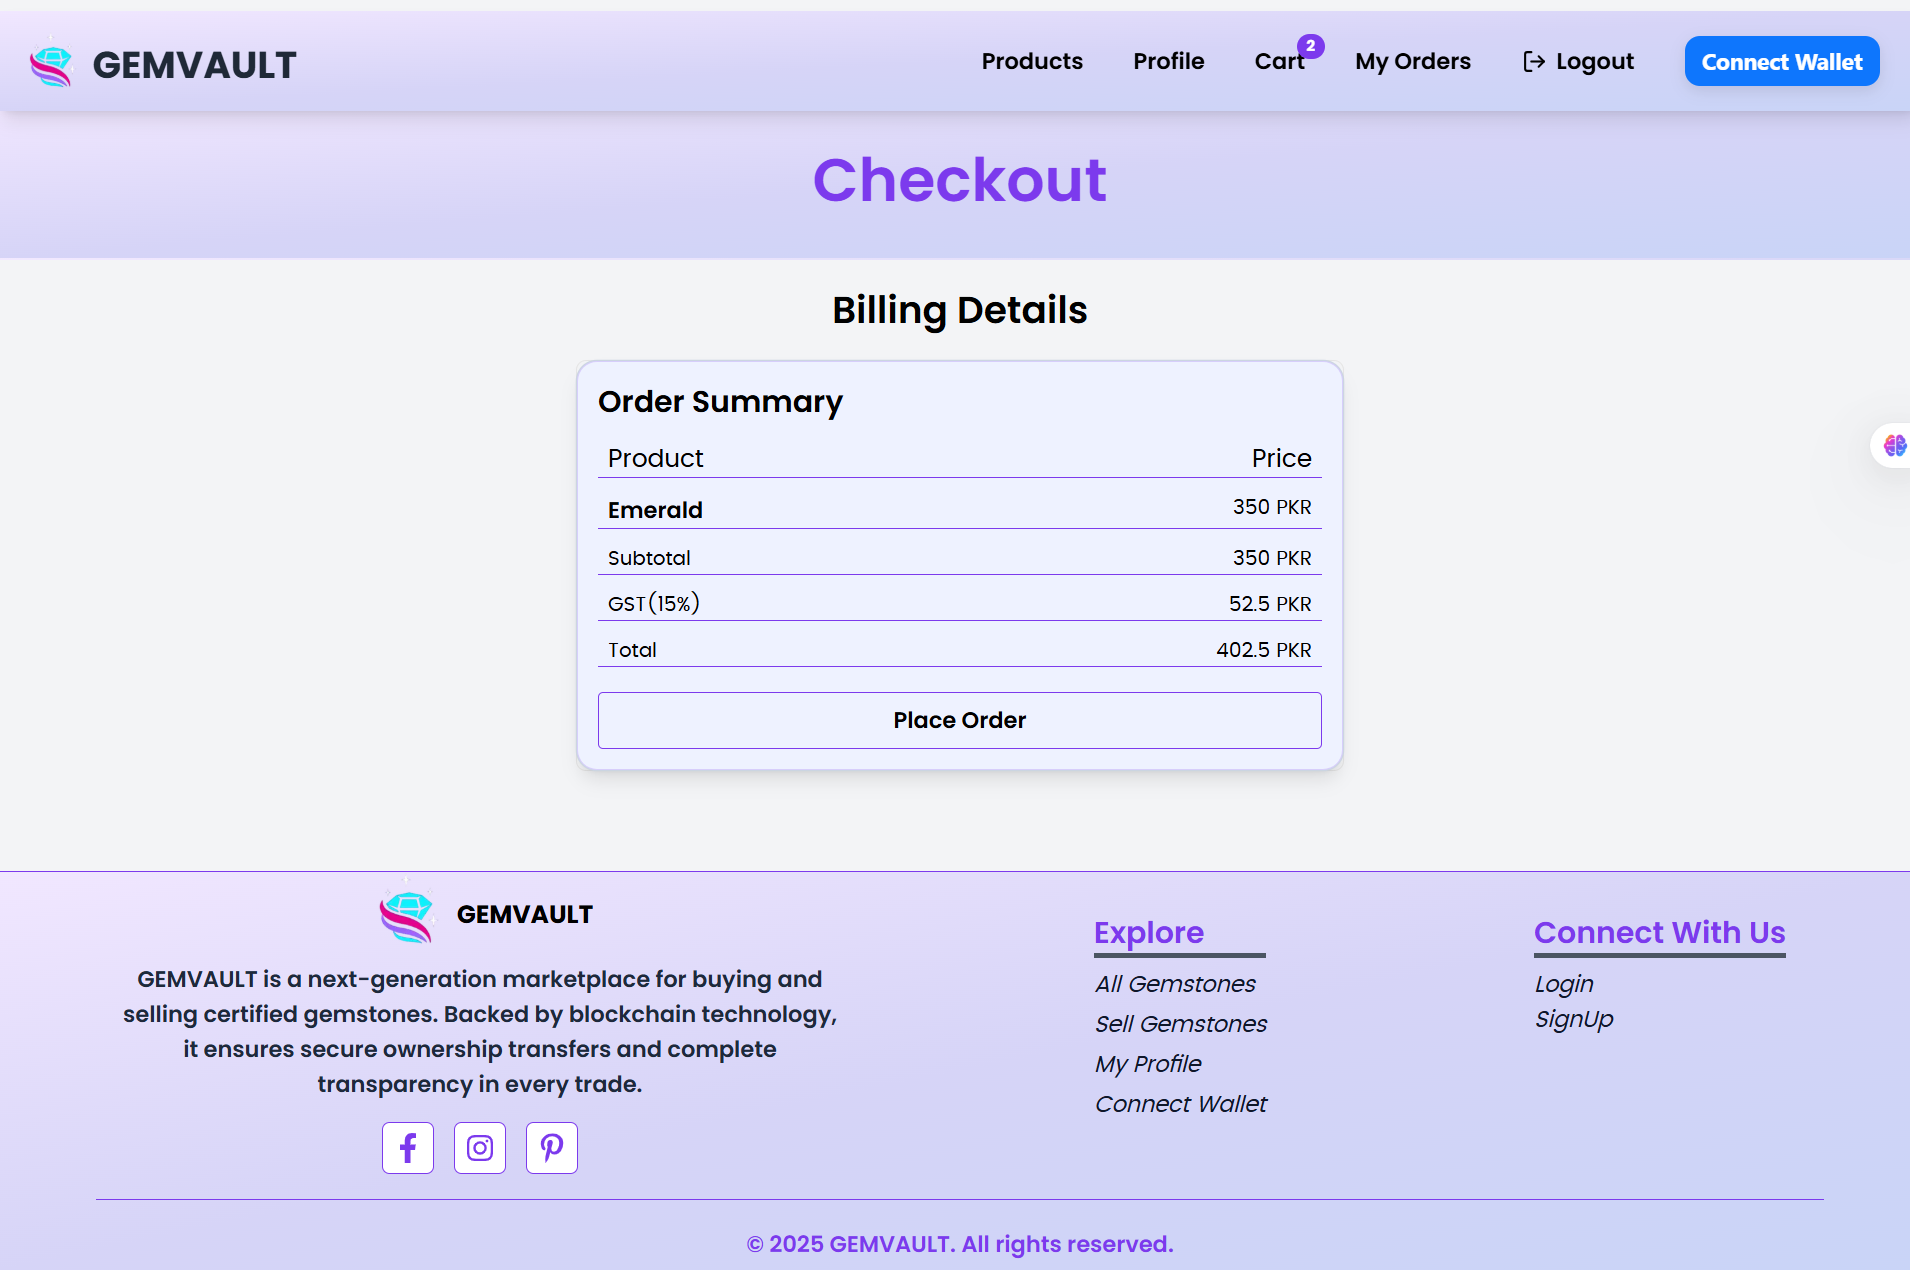 GEMVAULT
Products Profile Cart 2 My Orders Logout Connect Wallet
Checkout
Billing Details
Order Summary
Product Price
Emerald 350 PKR
Subtotal 350 PKR
GST(15%) 52.5 PKR
Total 402.5 PKR
Place Order
GEMVAULT
GEMVAULT is a next-generation marketplace for buying and
selling certified gemstones. Backed by blockchain technology,
it ensures secure ownership transfers and complete
transparency in every trade.
Explore
All Gemstones
Sell Gemstones
My Profile
Connect Wallet
Connect With Us
Login
SignUp
© 2025 GEMVAULT. All rights reserved.